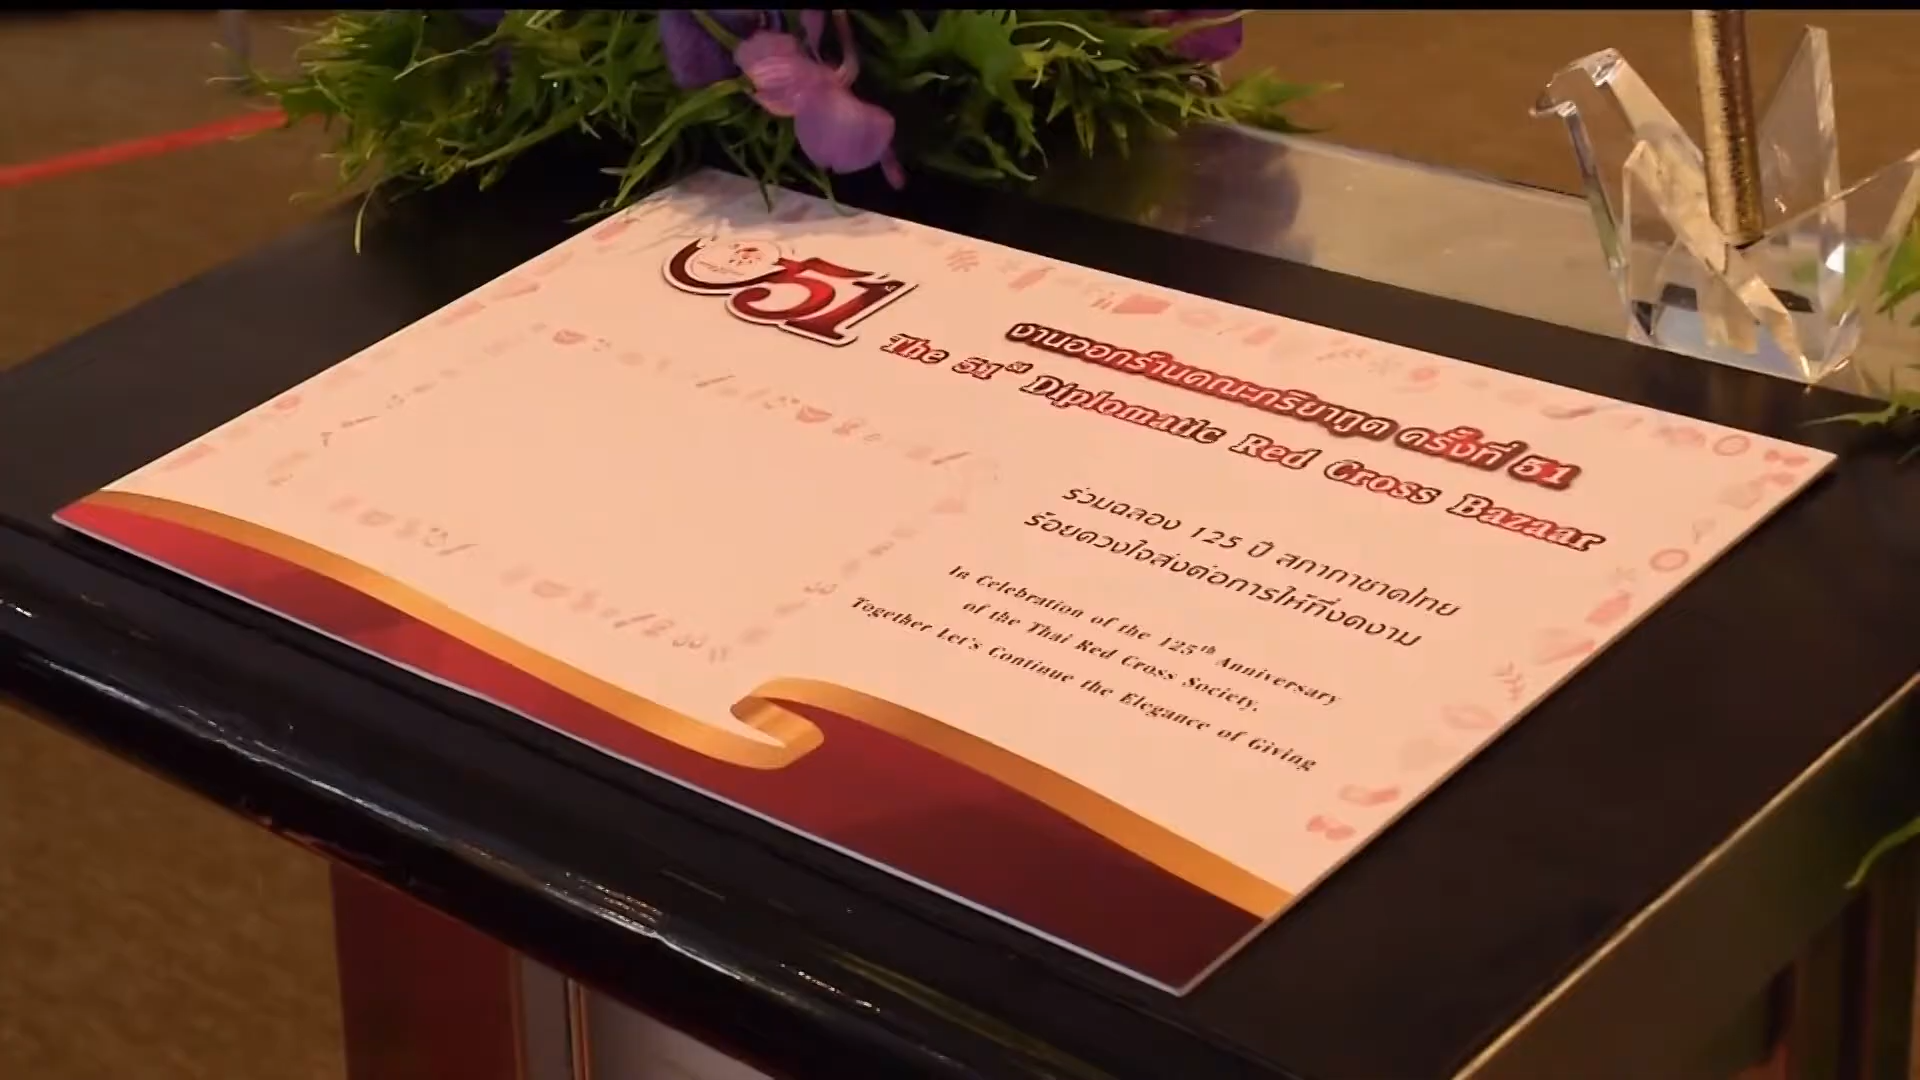 51
งานออกร้านคณะภริยาทูต ครั้งที่ 51
The 51st Diplomatic Red Cross Bazaar
ร่วมฉลอง 125 ปี สภากาชาดไทย
ร้อยดวงใจส่งต่อการให้ที่งดงาม
In Celebration of the 125th Anniversary
of the Thai Red Cross Society,
Together Let's Continue the Elegance of Giving